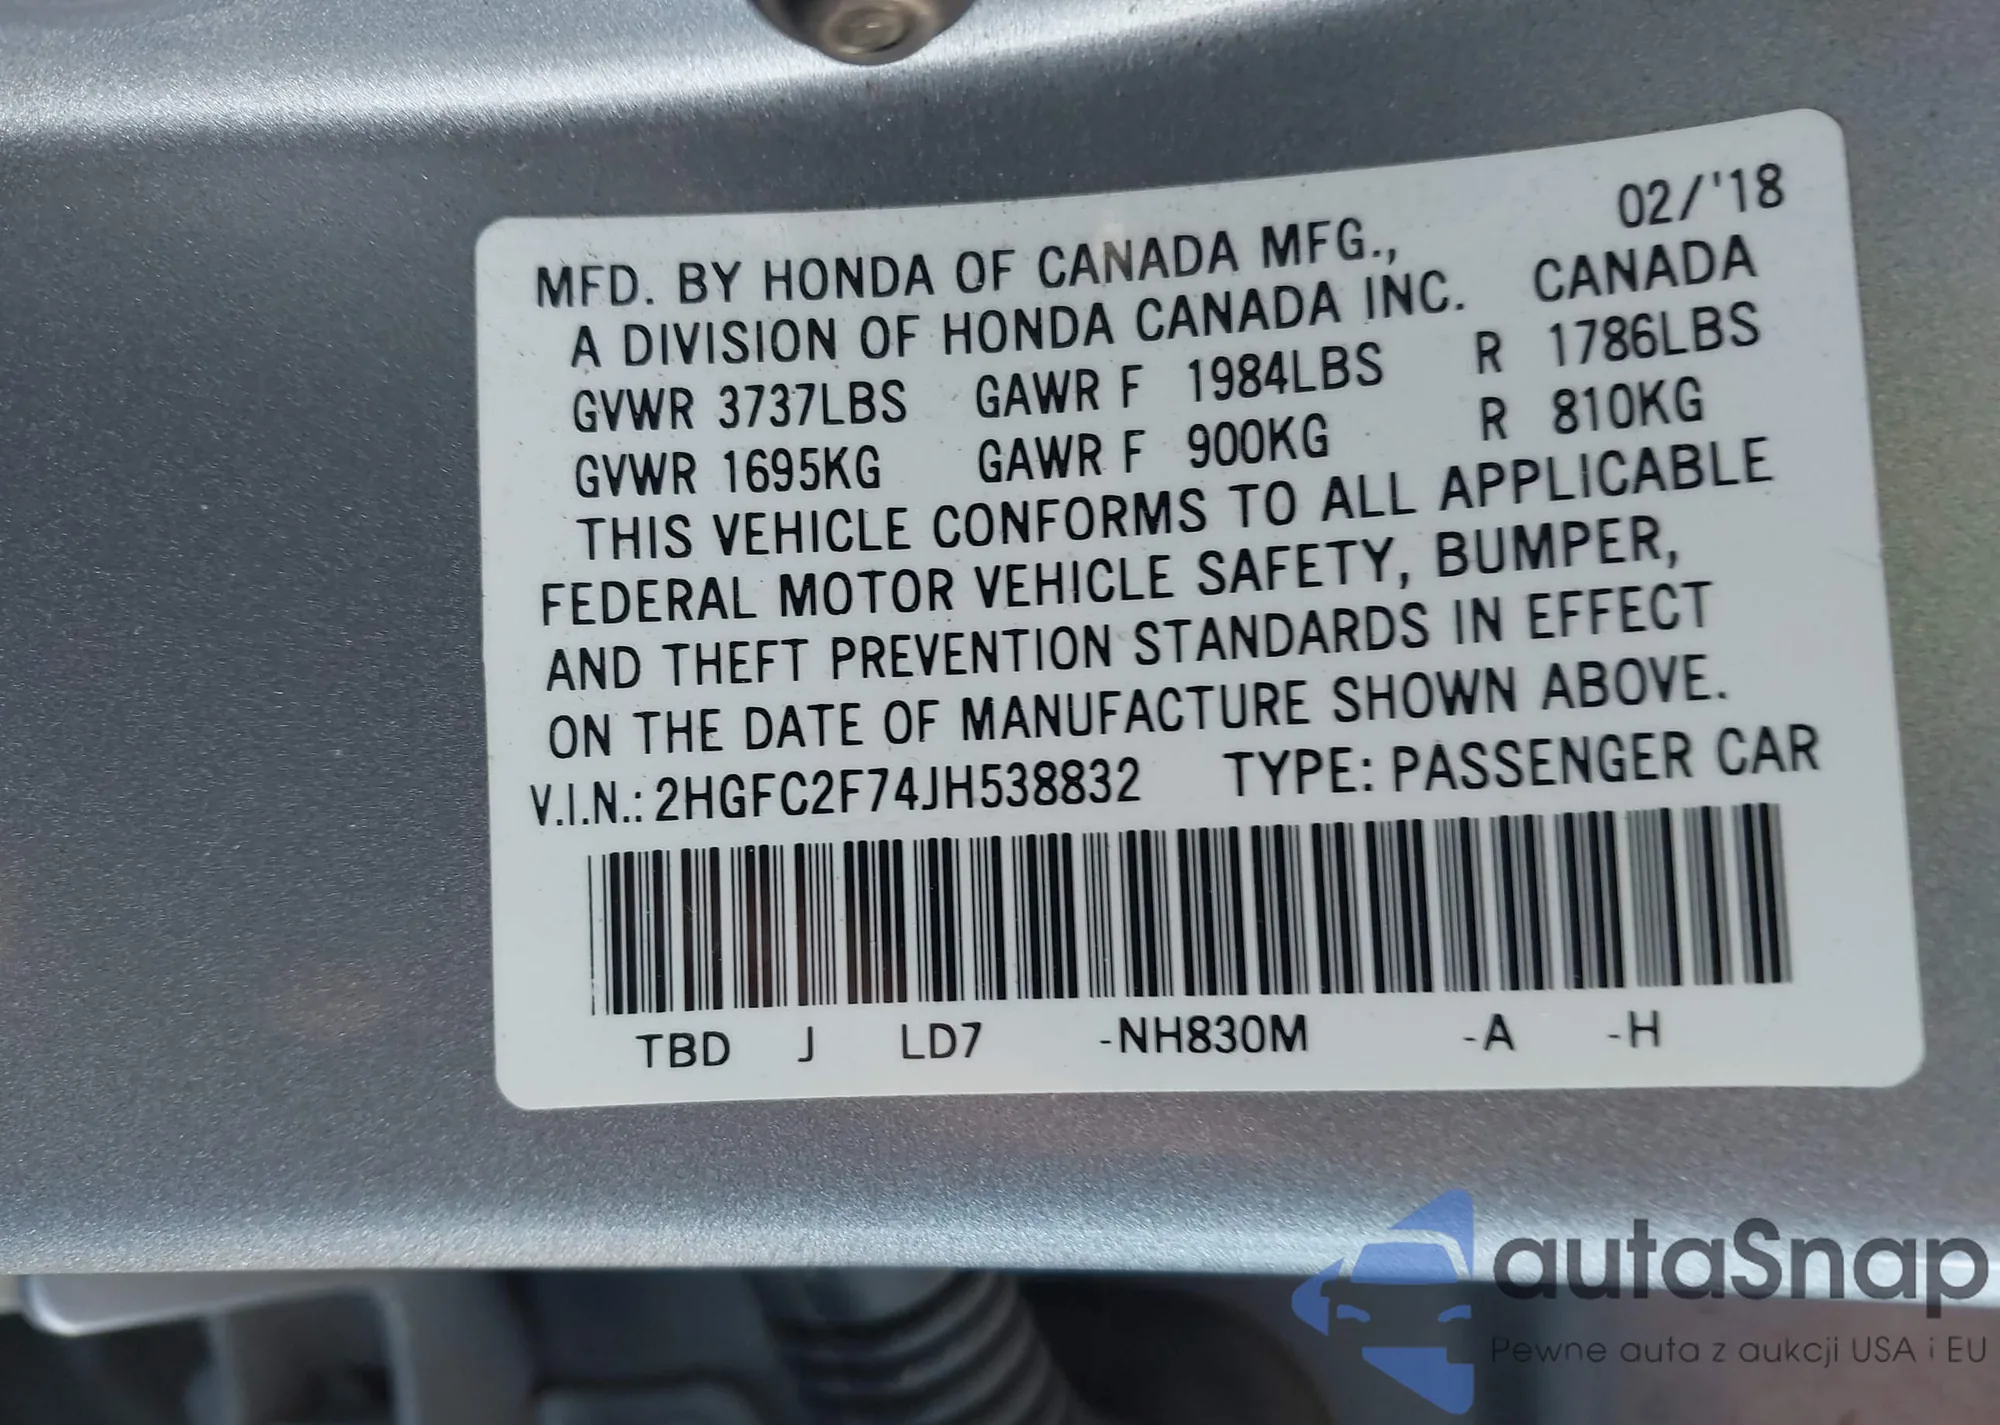 02/'18
MFD. BY HONDA OF CANADA MFG.,
A DIVISION OF HONDA CANADA INC. CANADA
GVWR 3737LBS GAWR F 1984LBS R 1786LBS
GVWR 1695KG GAWR F 900KG R 810KG
THIS VEHICLE CONFORMS TO ALL APPLICABLE
FEDERAL MOTOR VEHICLE SAFETY, BUMPER,
AND THEFT PREVENTION STANDARDS IN EFFECT
ON THE DATE OF MANUFACTURE SHOWN ABOVE.
V.I.N.: 2HGFC2F74JH538832 TYPE: PASSENGER CAR
TBD J LD7 -NH830M -A -H
autaSnap
Pewne auta z aukcji USA i EU